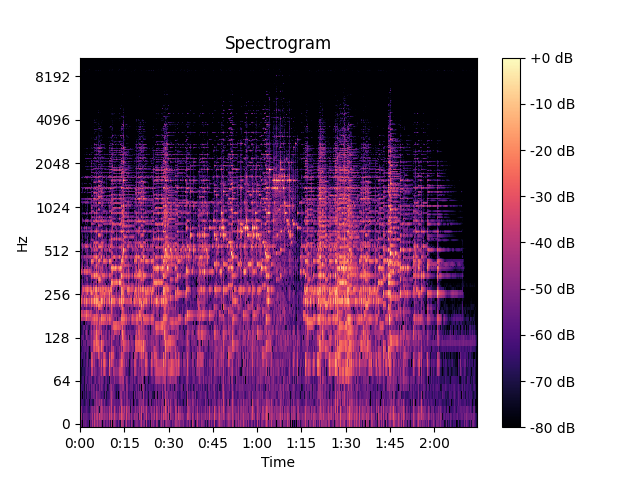 Spectrogram
Hz
8192
4096
2048
1024
512
256
128
64
0
0:00 0:15 0:30 0:45 1:00 1:15 1:30 1:45 2:00
Time
+0 dB
-10 dB
-20 dB
-30 dB
-40 dB
-50 dB
-60 dB
-70 dB
-80 dB